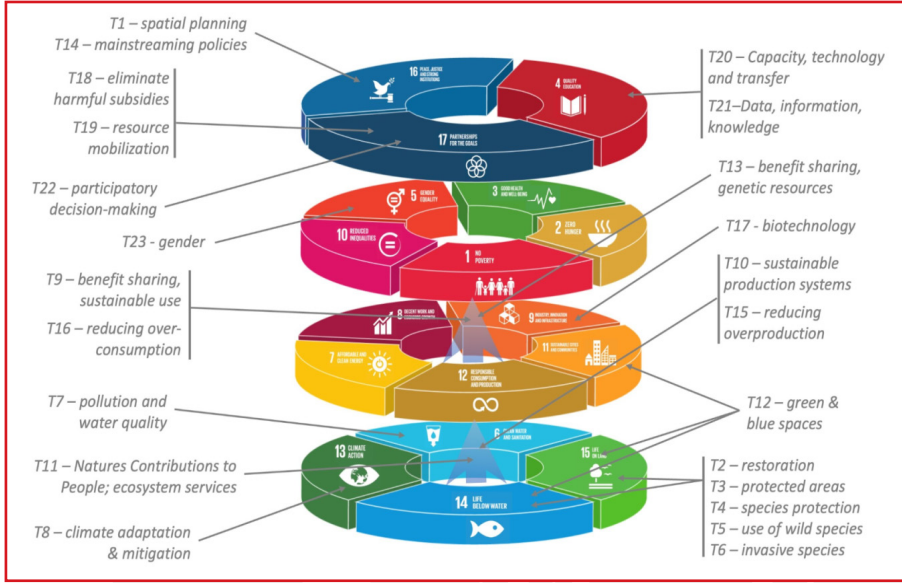 T1 – spatial planning
T14 – mainstreaming policies
T18 – eliminate
harmful subsidies
T19 – resource
mobilization
T22 – participatory
decision-making
T23 - gender
T9 – benefit sharing,
sustainable use
T16 – reducing over-
consumption
T7 – pollution and
water quality
T11 – Natures Contributions to
People; ecosystem services
T8 – climate adaptation
& mitigation
16 PEACE, JUSTICE
AND STRONG
INSTITUTIONS
4 QUALITY
EDUCATION
17 PARTNERSHIPS
FOR THE GOALS
5 GENDER
EQUALITY
3 GOOD HEALTH
AND WELL-BEING
10 REDUCED
INEQUALITIES
2 ZERO
HUNGER
1 NO
POVERTY
8 DECENT WORK AND
9 INDUSTRY, INNOVATION
AND INFRASTRUCTURE
7 AFFORDABLE AND
CLEAN ENERGY
11 SUSTAINABLE CITIES
AND COMMUNITIES
12 RESPONSIBLE
CONSUMPTION
AND PRODUCTION
6 CLEAN WATER
AND SANITATION
13 CLIMATE
ACTION
15 LIFE
ON LAND
14 LIFE
BELOW WATER
T20 – Capacity, technology
and transfer
T21–Data, information,
knowledge
T13 – benefit sharing,
genetic resources
T17 - biotechnology
T10 – sustainable
production systems
T15 – reducing
overproduction
T12 – green &
blue spaces
T2 – restoration
T3 – protected areas
T4 – species protection
T5 – use of wild species
T6 – invasive species